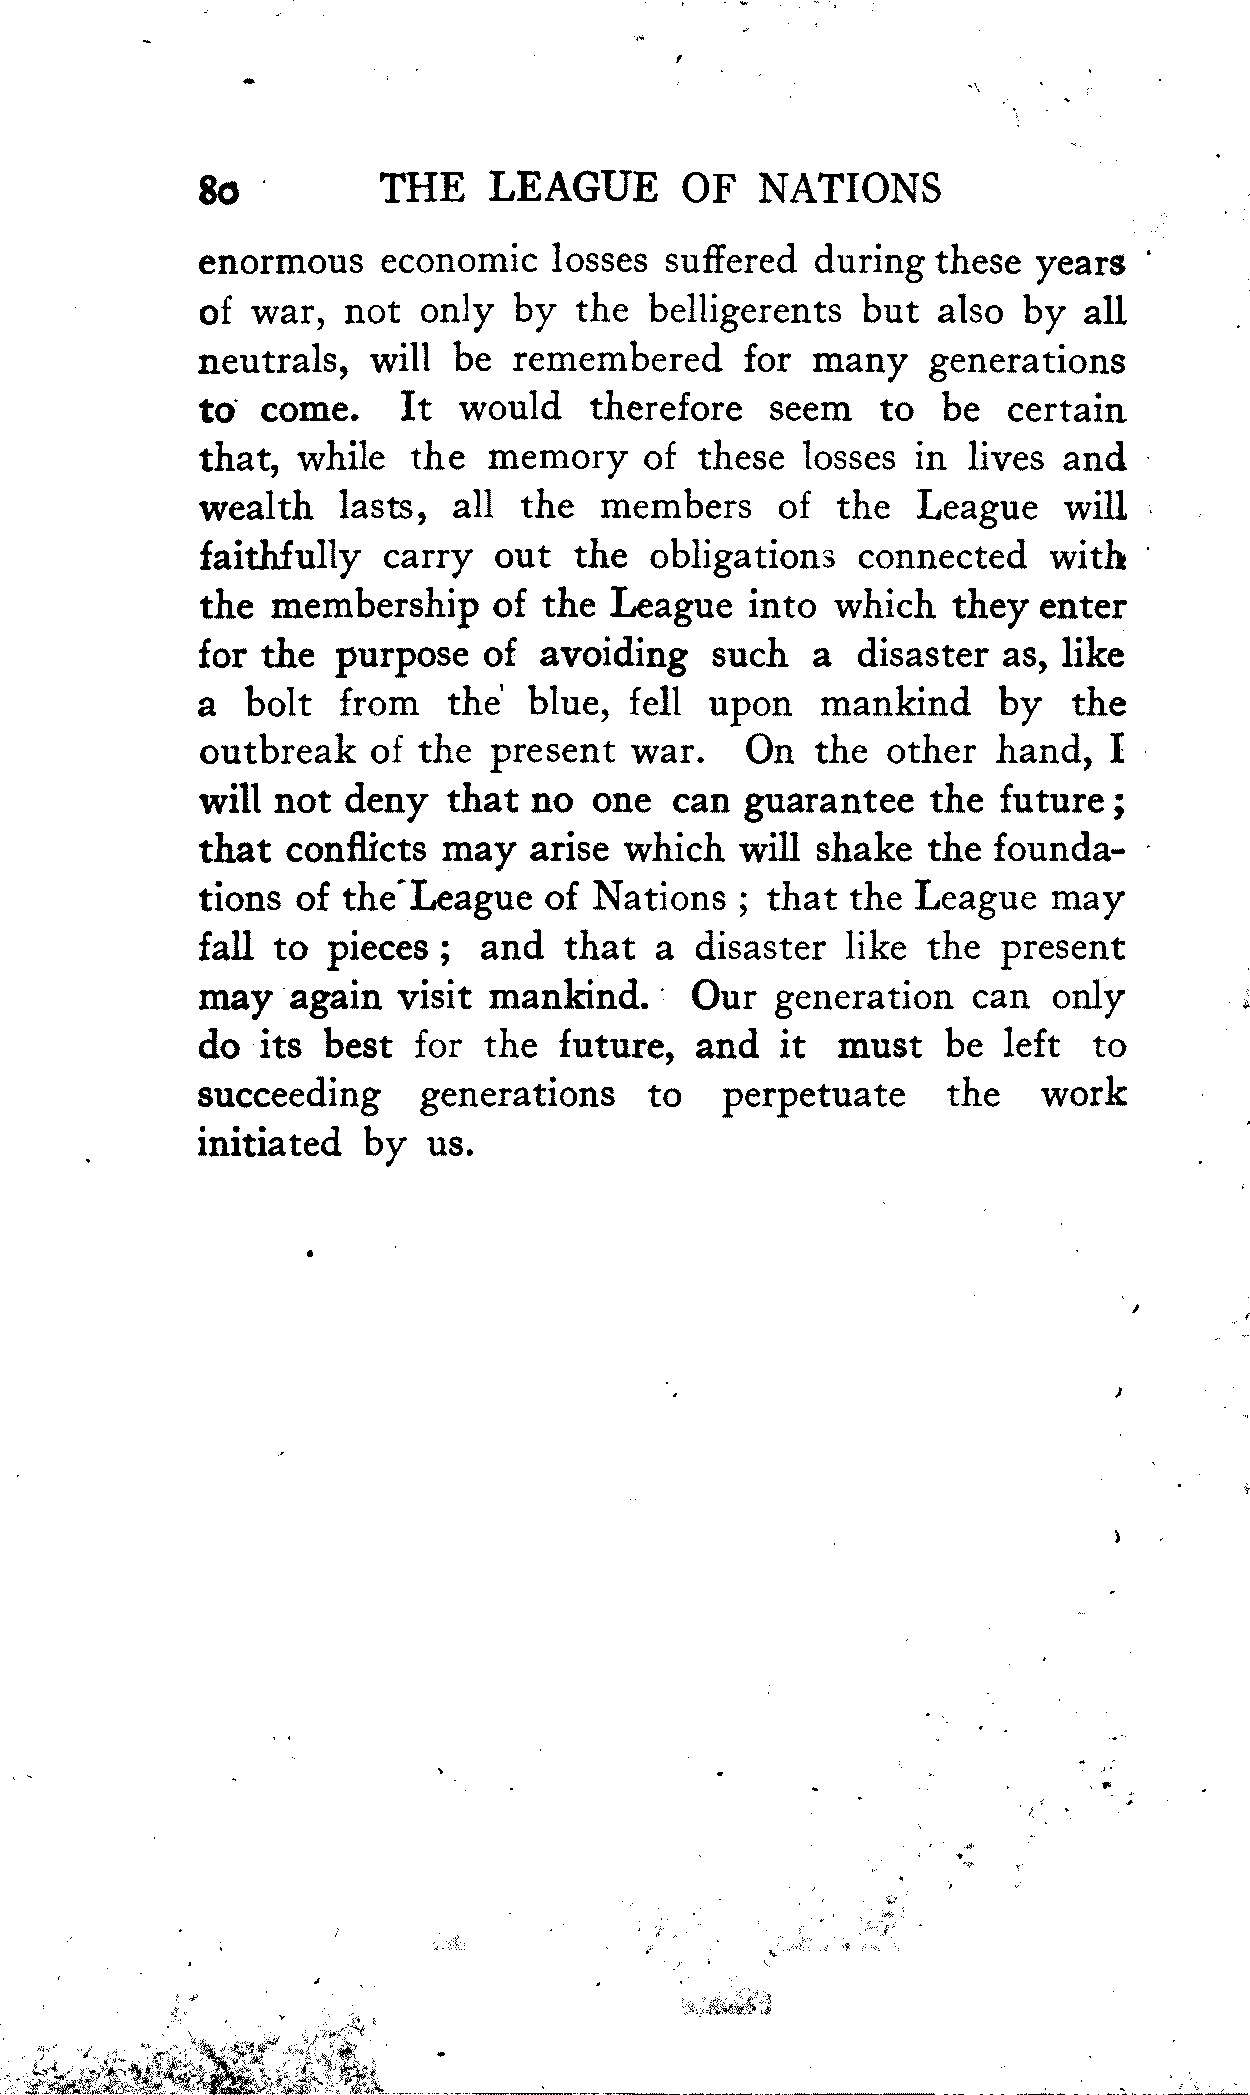 80 THE LEAGUE OF NATIONS
enormous economic losses suffered during these years
of war, not only by the belligerents but also by all
neutrals, will be remembered for many generations
to come. It would therefore seem to be certain
that, while the memory of these losses in lives and
wealth lasts, all the members of the League will
faithfully carry out the obligations connected with
the membership of the League into which they enter
for the purpose of avoiding such a disaster as, like
a bolt from the blue, fell upon mankind by the
outbreak of the present war. On the other hand, I
will not deny that no one can guarantee the future ;
that conflicts may arise which will shake the founda-
tions of the League of Nations ; that the League may
fall to pieces ; and that a disaster like the present
may again visit mankind. Our generation can only
do its best for the future, and it must be left to
succeeding generations to perpetuate the work
initiated by us.